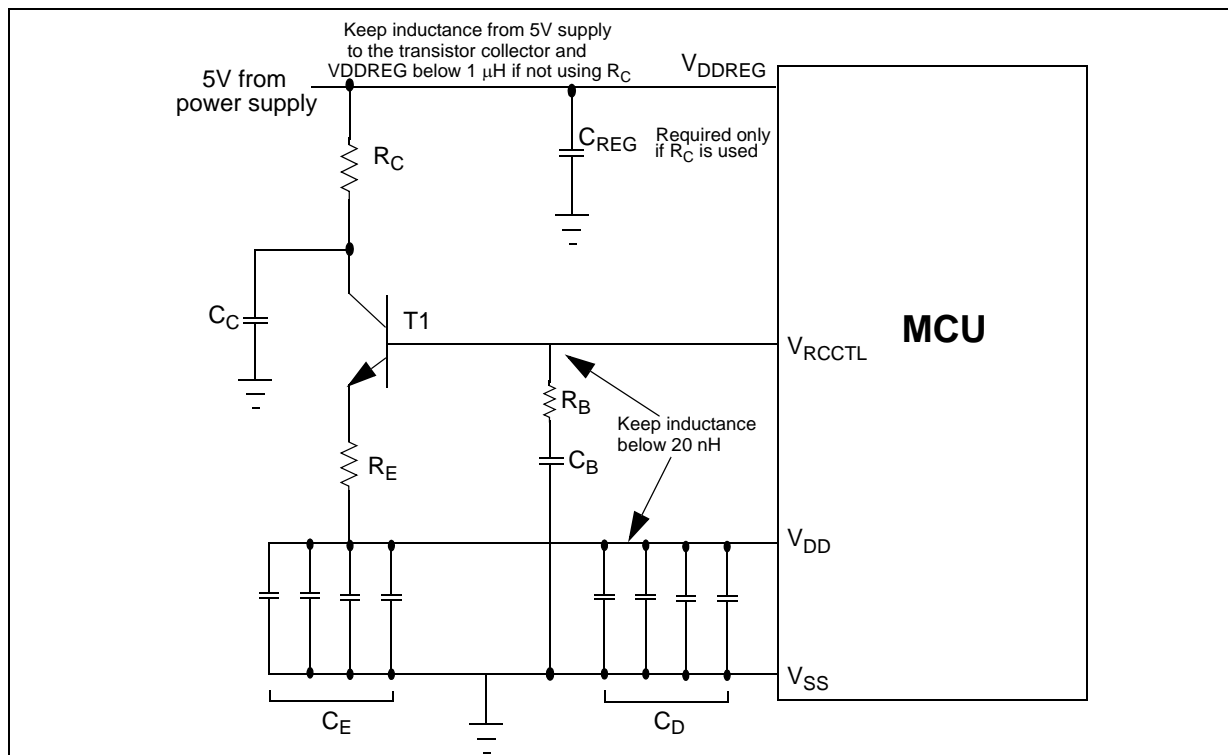 Keep inductance from 5V supply
to the transistor collector and
VDDREG below 1 μH if not using RC
VDDREG
5V from
power supply
CREG
Required only
if RC is used
RC
CC
T1
MCU
VRCCTL
RB
Keep inductance
below 20 nH
CB
RE
VDD
VSS
CE
CD